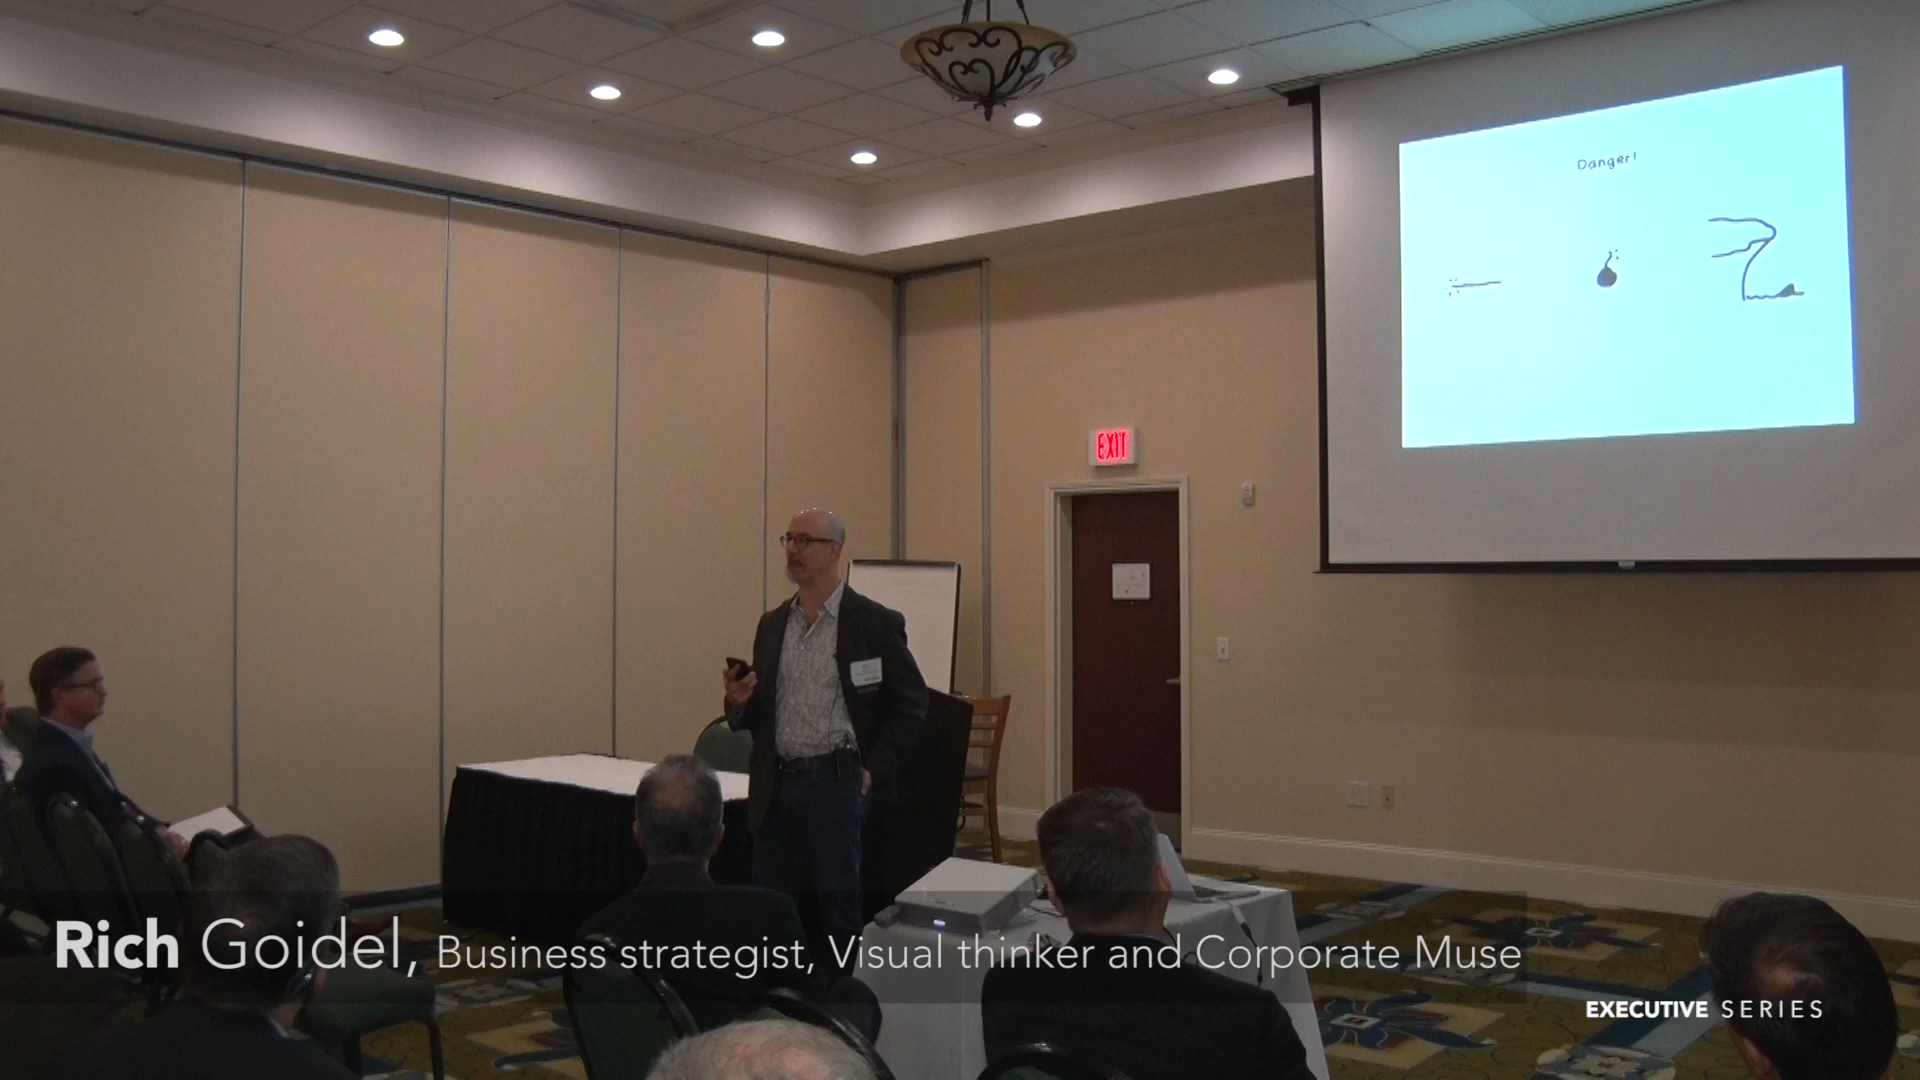 Danger!
EXIT
Rich Goidel, Business strategist, Visual thinker and Corporate Muse
EXECUTIVE SERIES